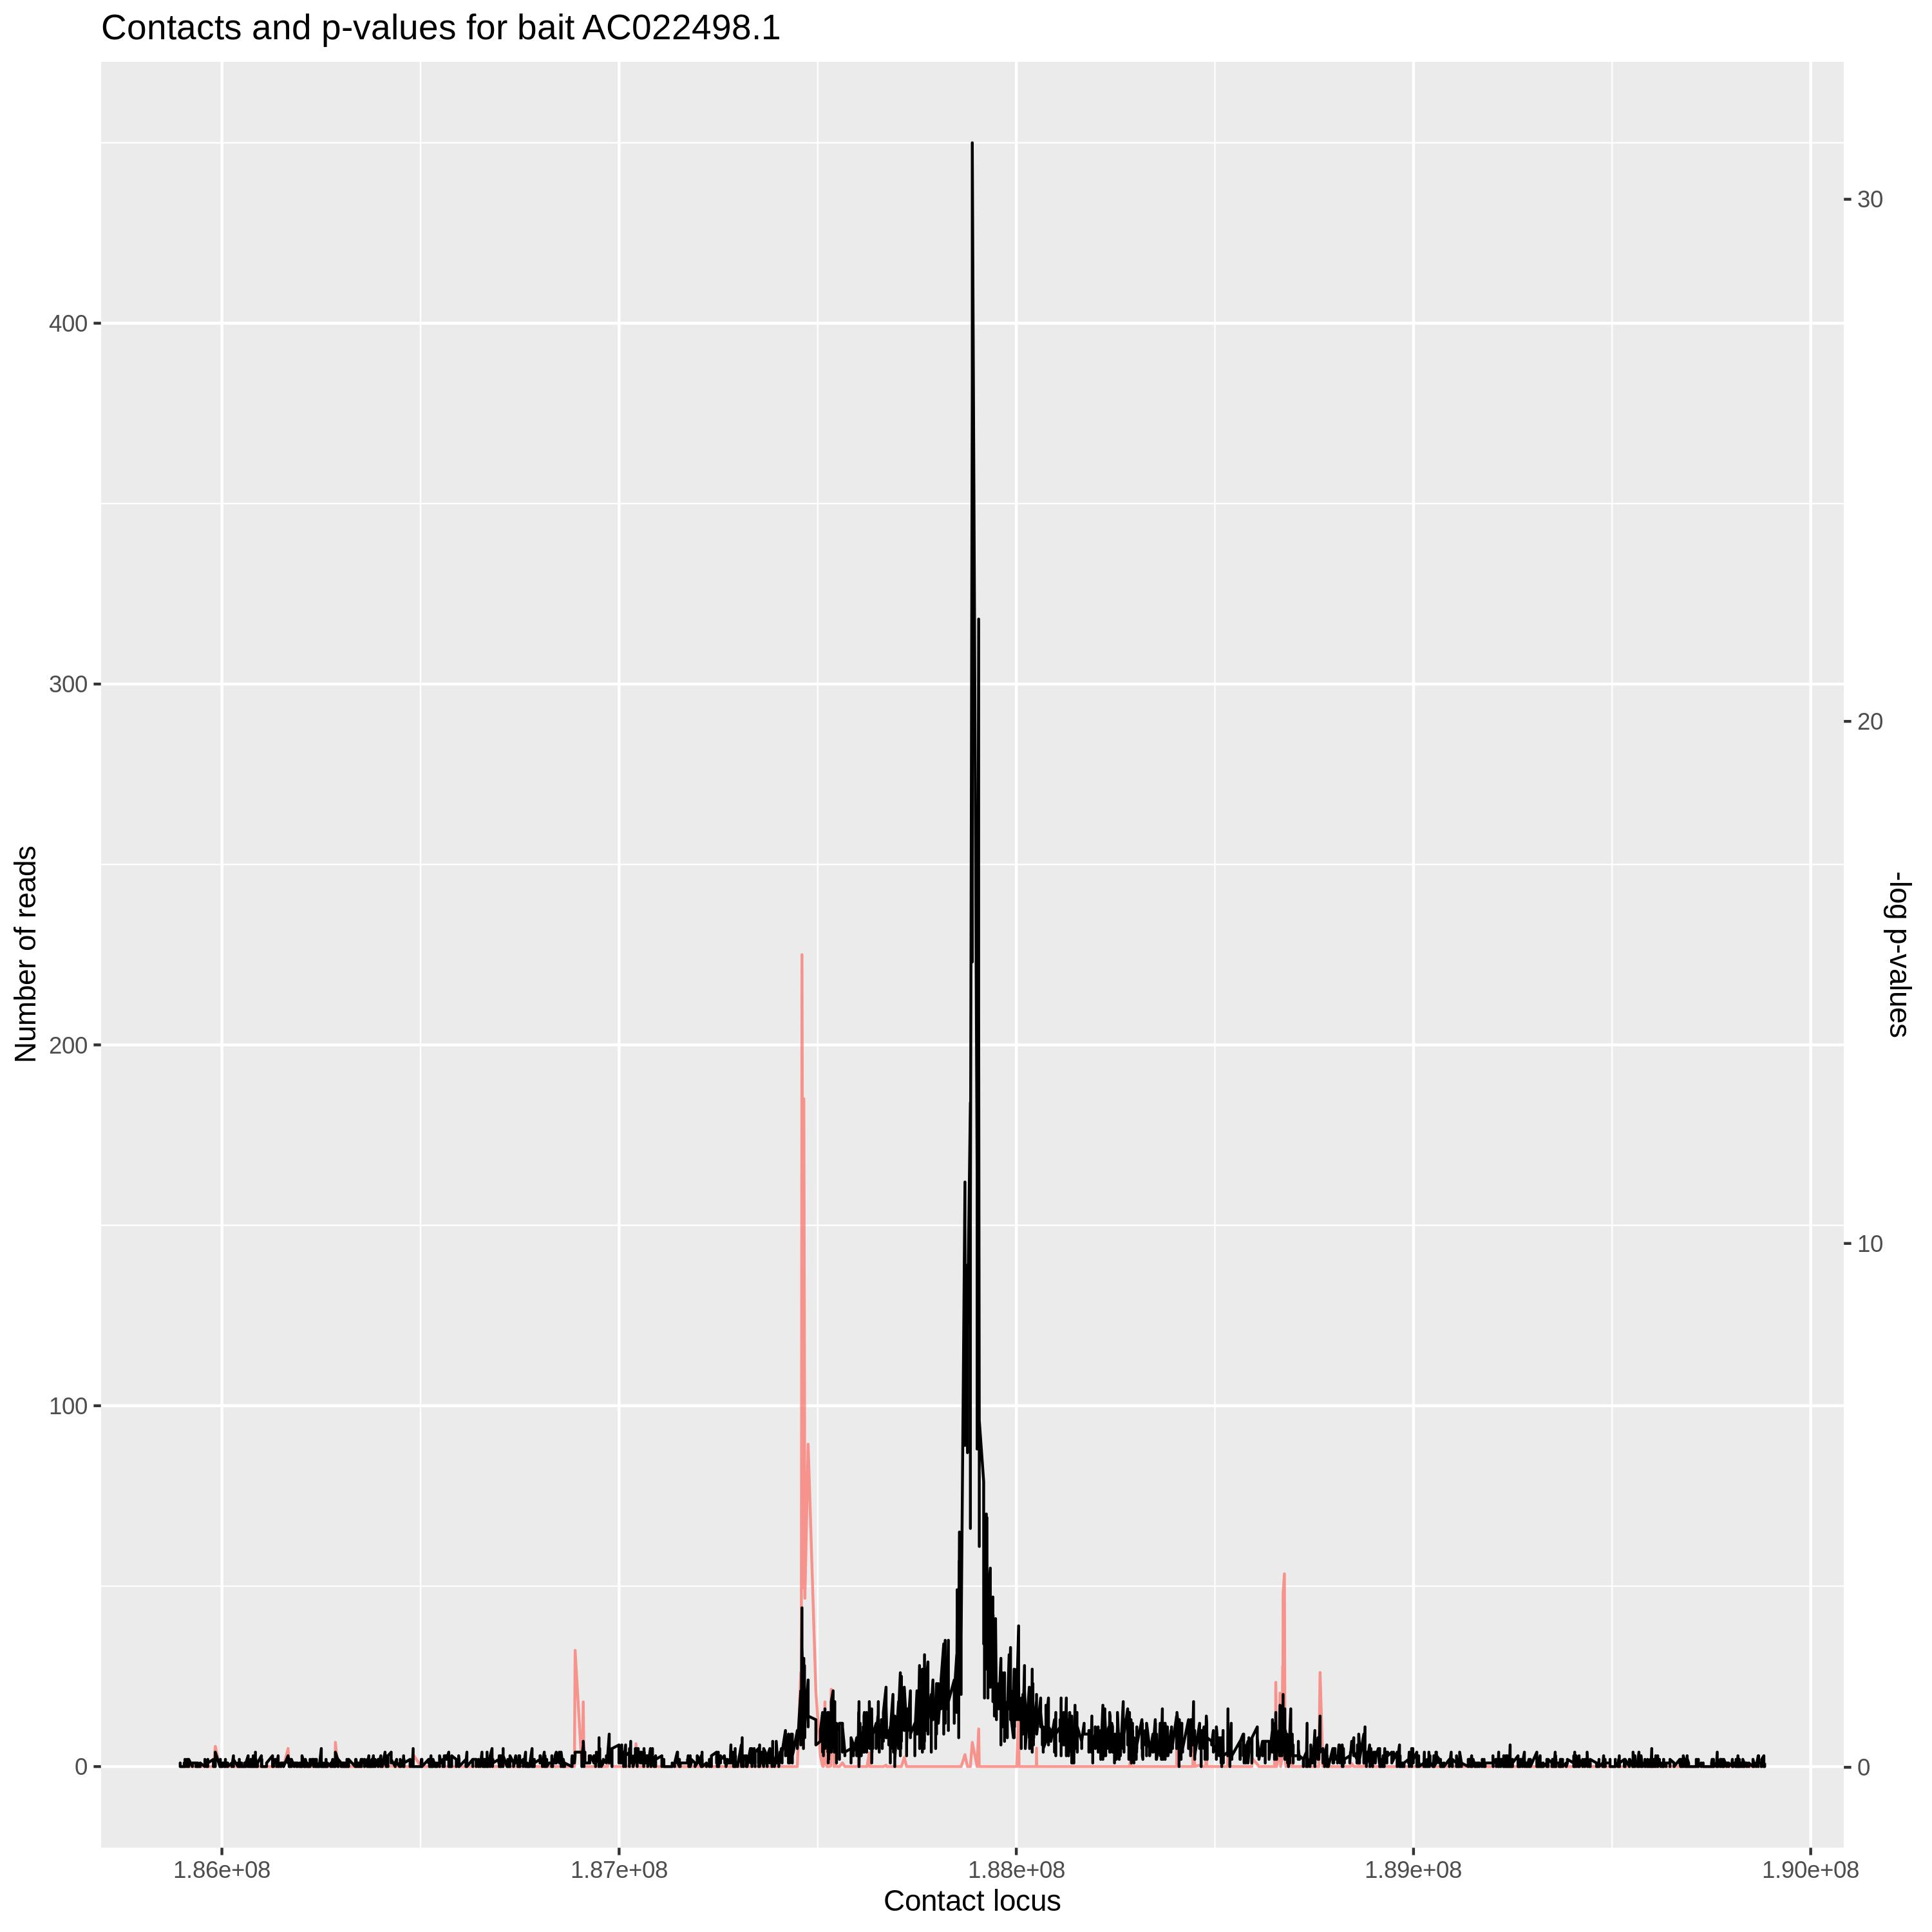 Contacts and p-values for bait AC022498.1
Number of reads
400
300
200
100
0
30
20
10
0
-log p-values
1.86e+08 1.87e+08 1.88e+08 1.89e+08 1.90e+08
Contact locus